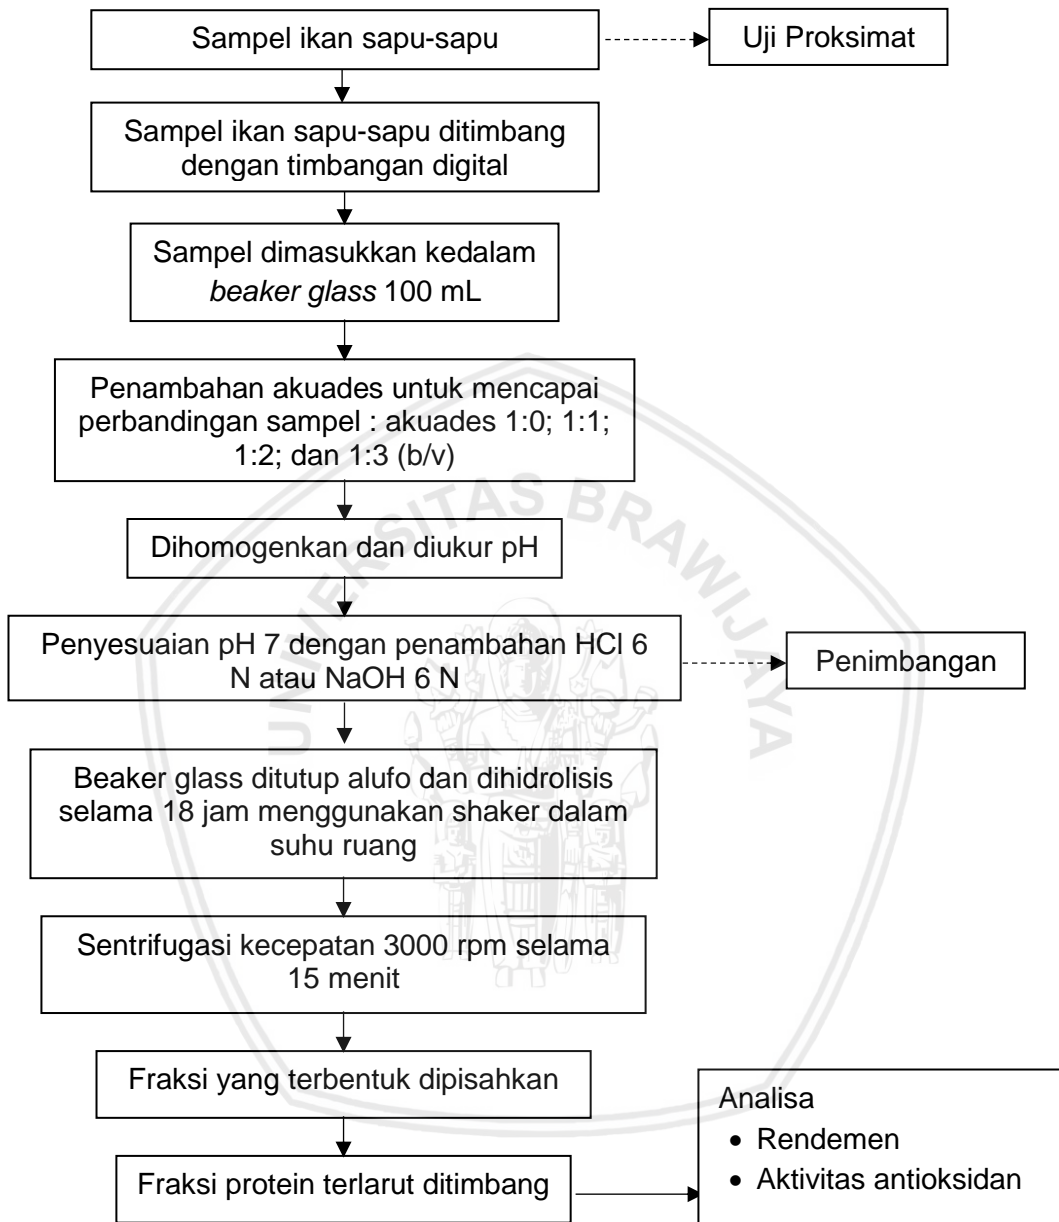 Sampel ikan sapu-sapu
Uji Proksimat
Sampel ikan sapu-sapu ditimbang
dengan timbangan digital
Sampel dimasukkan kedalam
beaker glass 100 mL
Penambahan akuades untuk mencapai
perbandingan sampel : akuades 1:0; 1:1;
1:2; dan 1:3 (b/v)
Dihomogenkan dan diukur pH
Penyesuaian pH 7 dengan penambahan HCl 6
N atau NaOH 6 N
Penimbangan
Beaker glass ditutup alufo dan dihidrolisis
selama 18 jam menggunakan shaker dalam
suhu ruang
Sentrifugasi kecepatan 3000 rpm selama
15 menit
Fraksi yang terbentuk dipisahkan
Fraksi protein terlarut ditimbang
Analisa
• Rendemen
• Aktivitas antioksidan
UNIVERSITAS BRAWIJAYA